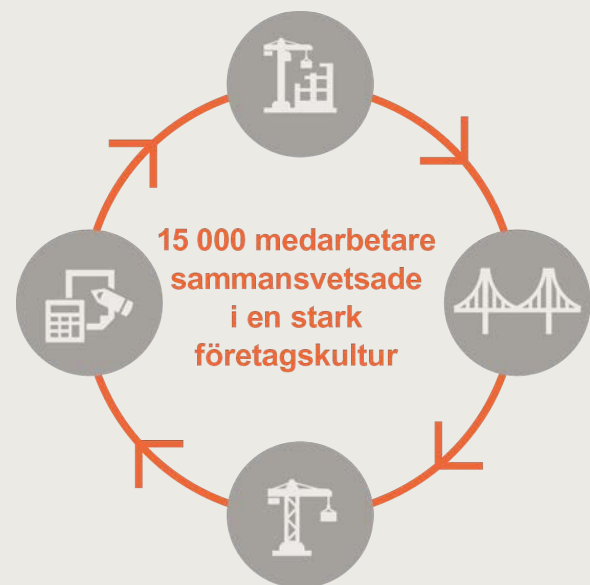 15 000 medarbetare
sammansvetsade
i en stark
företagskultur